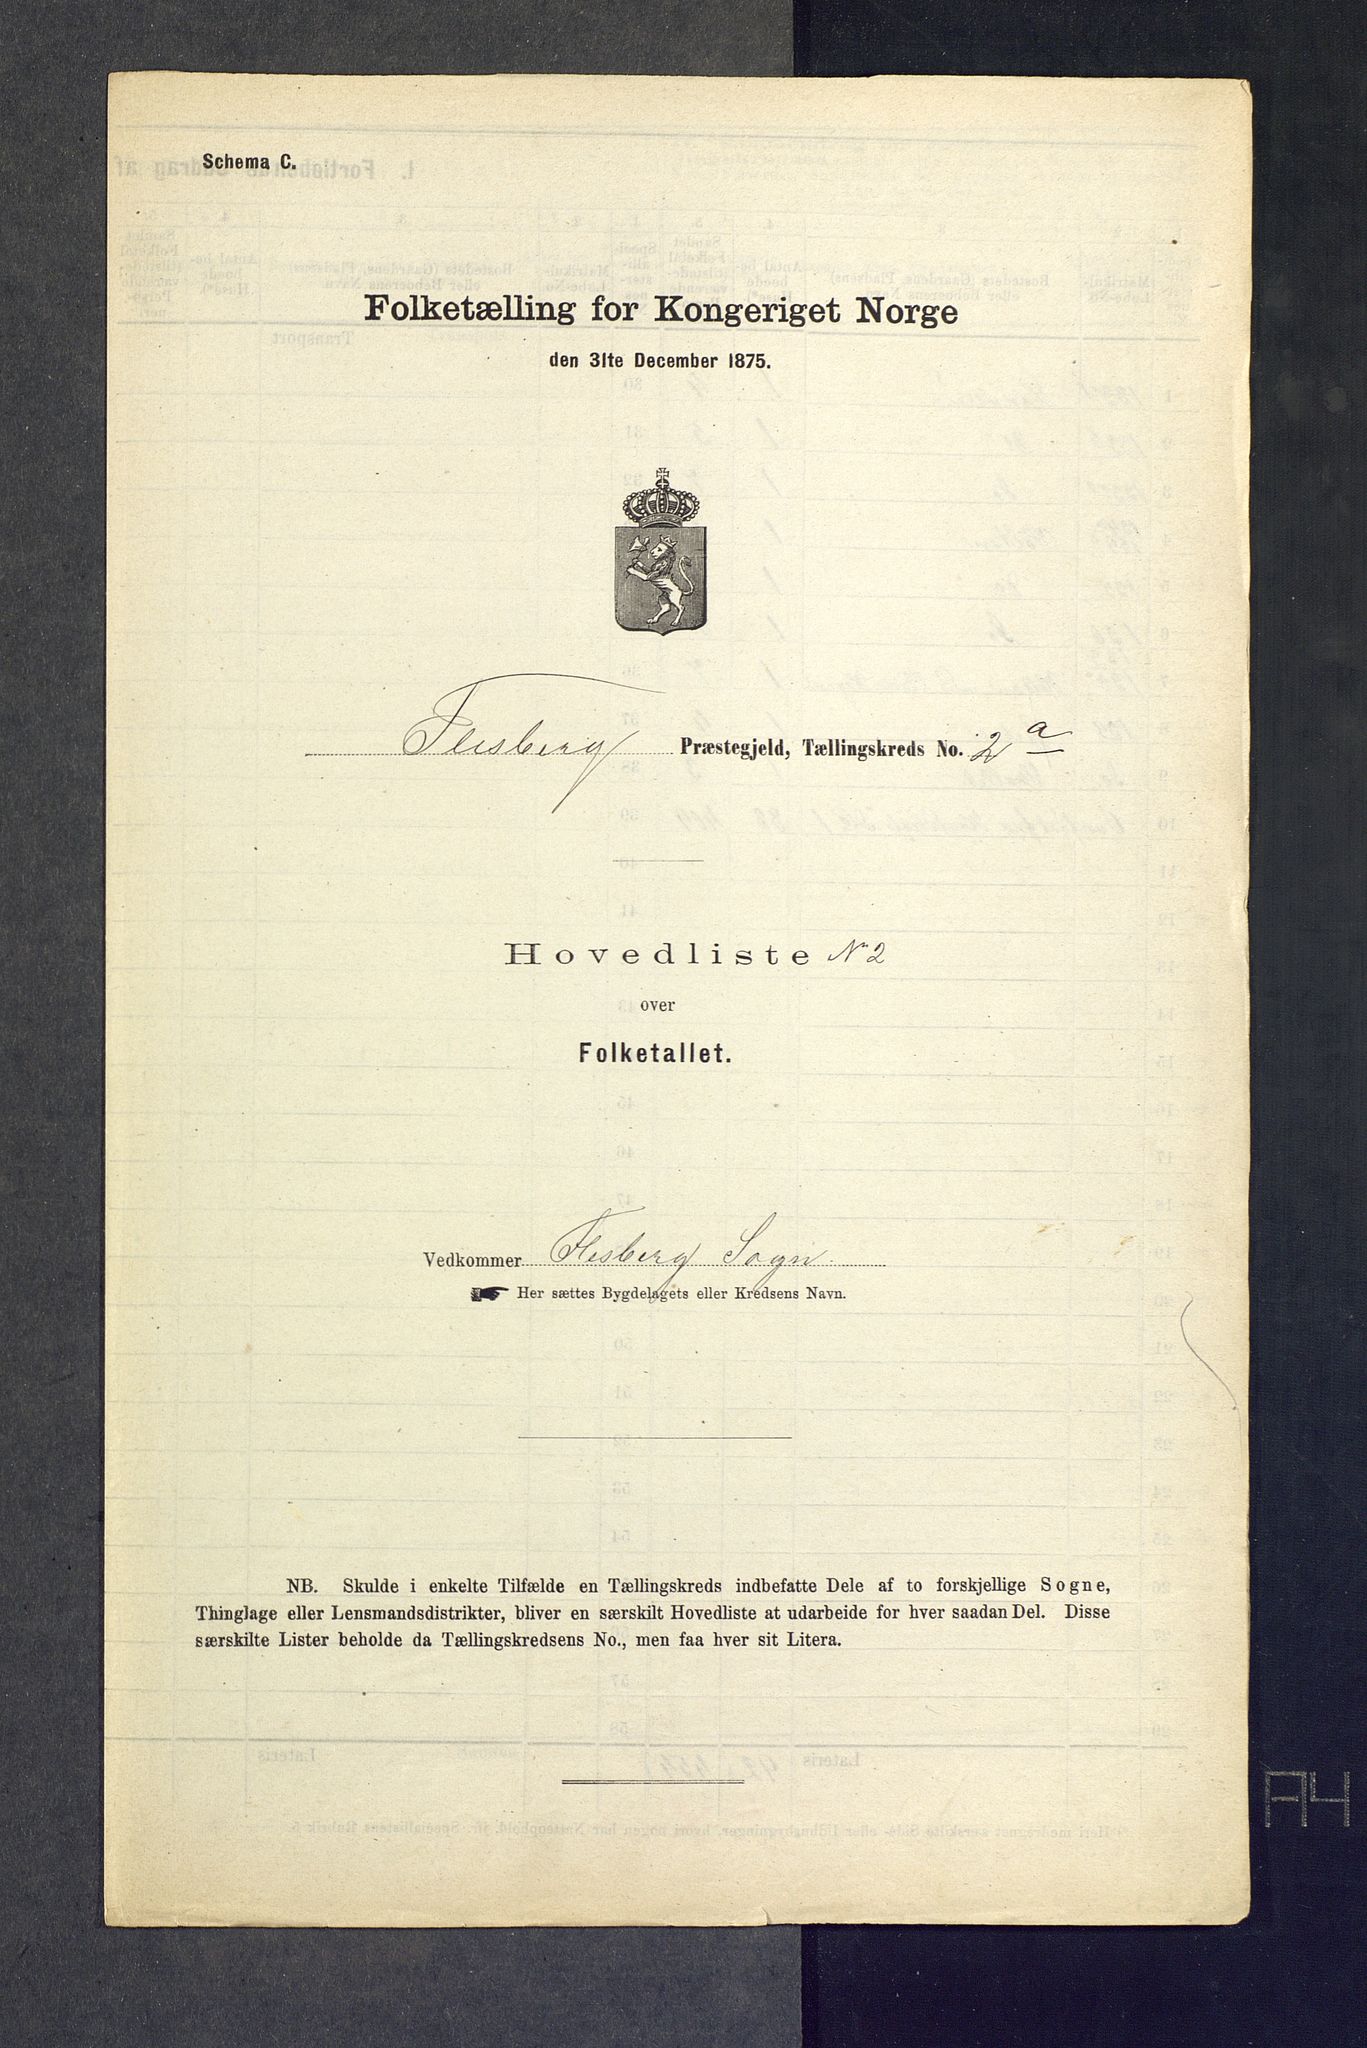 Schema C.
Folketælling for Kongeriget Norge
den 31te December 1875.
Flesberg Præstegjeld, Tællingskreds No. 2 a
Hovedliste No 2
over
Folketallet.
Vedkommer Flesberg Sogn.
Her sættes Bygdelagets eller Kredsens Navn.
NB. Skulde i enkelte Tilfælde en Tællingskreds indbefatte Dele af to forskjellige Sogne,
Thinglage eller Lensmandsdistrikter, bliver en særskilt Hovedliste at udarbeide for hver saadan Del. Disse
særskilte Lister beholde da Tællingskredsens No., men faa hver sit Litera.
A4